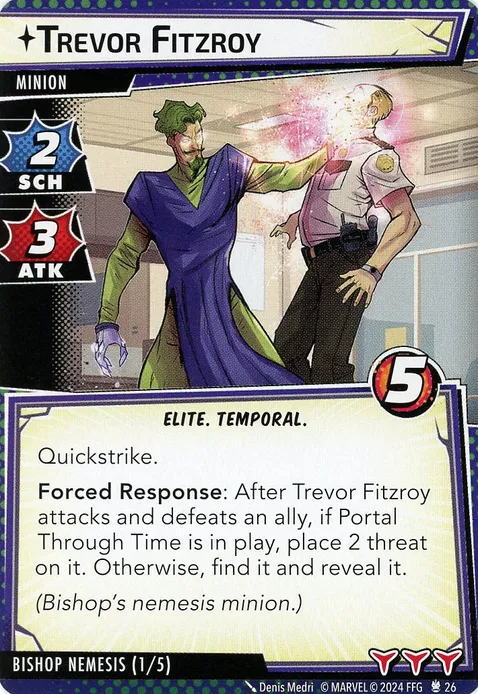 Trevor Fitzroy
MINION
2
SCH
3
ATK
5
ELITE. TEMPORAL.
Quickstrike.
Forced Response: After Trevor Fitzroy
attacks and defeats an ally, if Portal
Through Time is in play, place 2 threat
on it. Otherwise, find it and reveal it.
(Bishop's nemesis minion.)
BISHOP NEMESIS (1/5)
Denis Medri © MARVEL © 2024 FFG 26